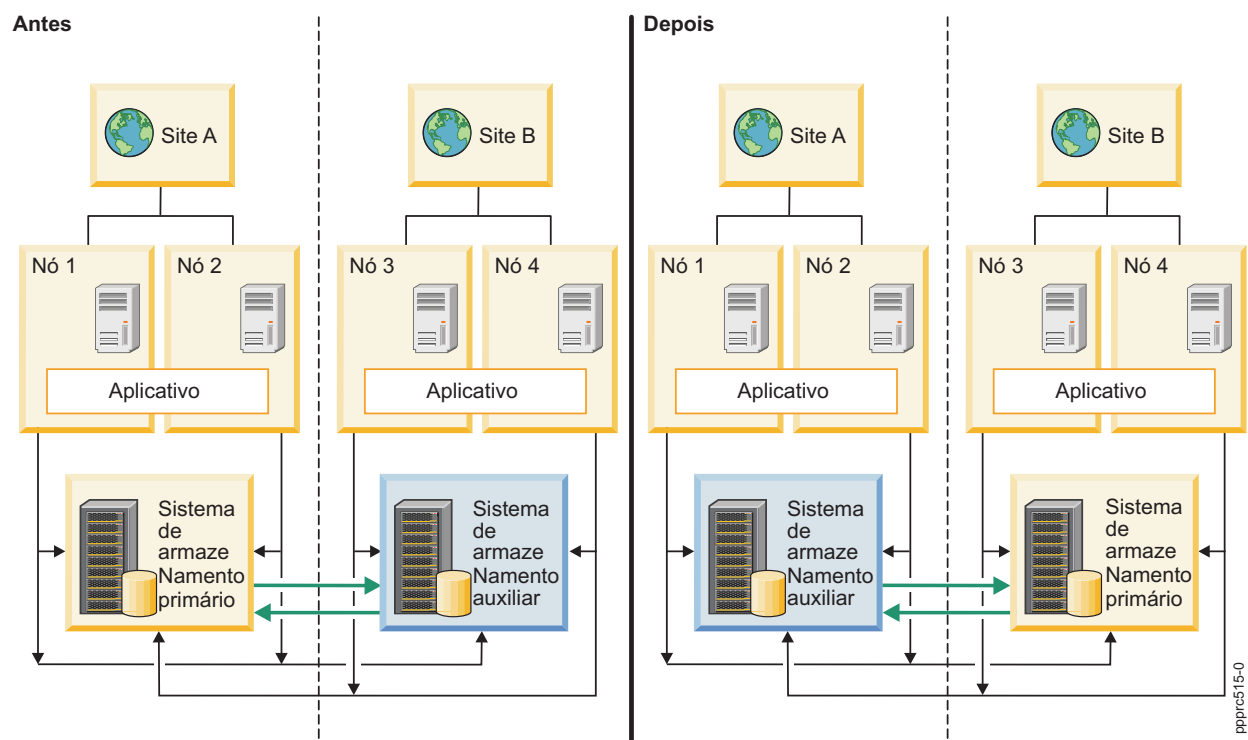 Antes
Depois
Site A
Site B
Site A
Site B
Nó 1
Nó 2
Nó 3
Nó 4
Nó 1
Nó 2
Nó 3
Nó 4
Aplicativo
Aplicativo
Aplicativo
Aplicativo
Sistema
de
armaze
Namento
primário
Sistema
de
armaze
Namento
auxiliar
Sistema
de
armaze
Namento
auxiliar
Sistema
de
armaze
Namento
primário
ppprc515-0